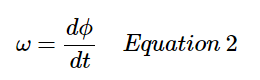 ω = dϕ/dt Equation 2